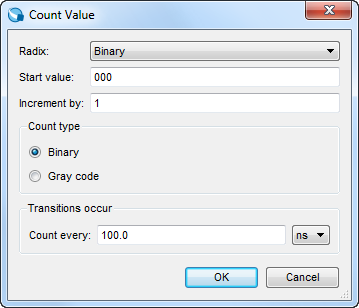 Count Value
Radix: Binary
Start value: 000
Increment by: 1
Count type
Binary
Gray code
Transitions occur
Count every: 100.0 ns
OK Cancel